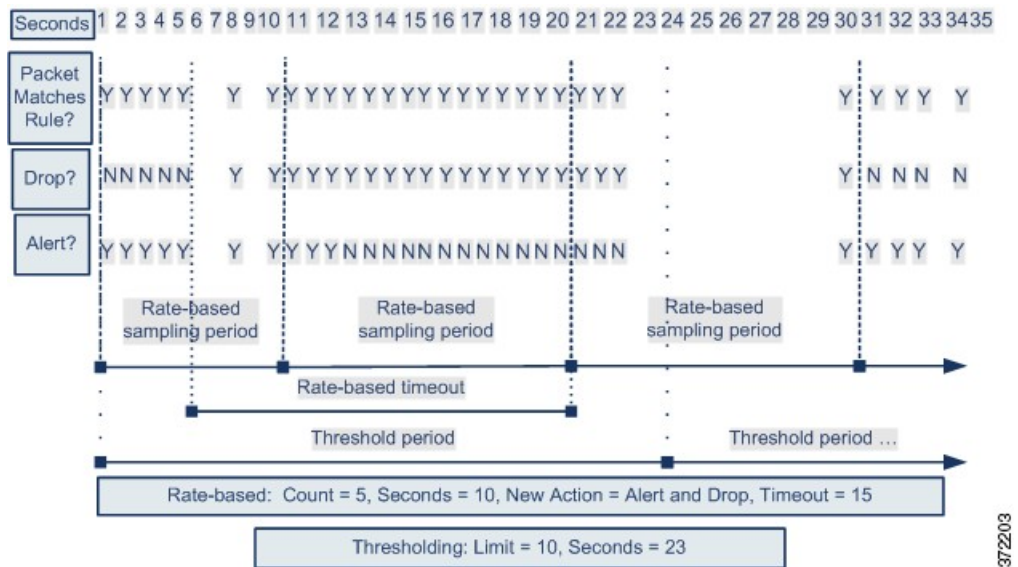 Seconds 1 2 3 4 5 6 7 8 9 10 11 12 13 14 15 16 17 18 19 20 21 22 23 24 25 26 27 28 29 30 31 32 33 34 35
Packet
Matches
Rule?
Y Y Y Y Y Y Y Y Y Y Y Y Y Y Y Y Y Y Y Y Y Y Y Y Y Y Y Y Y Y
Drop? N N N N N Y Y Y Y Y Y Y Y Y Y Y Y Y Y Y Y Y Y Y Y Y N N N N
Alert? Y Y Y Y Y Y Y Y Y Y N N N N N N N N N N N N N N N Y Y Y Y Y
Rate-based
sampling period
Rate-based
sampling period
Rate-based
sampling period
Rate-based timeout
Threshold period
Threshold period ...
Rate-based: Count = 5, Seconds = 10, New Action = Alert and Drop, Timeout = 15
Thresholding: Limit = 10, Seconds = 23
372203